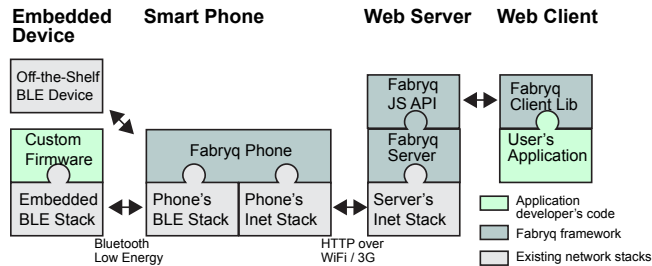 Embedded
Device
Smart Phone
Web Server
Web Client
Off-the-Shelf
BLE Device
Custom
Firmware
Embedded
BLE Stack
Bluetooth
Low Energy
Fabryq Phone
Phone's
BLE Stack
Phone's
Inet Stack
HTTP over
WiFi / 3G
Fabryq
JS API
Fabryq
Server
Server's
Inet Stack
Fabryq
Client Lib
User's
Application
Application
developer's code
Fabryq framework
Existing network stacks